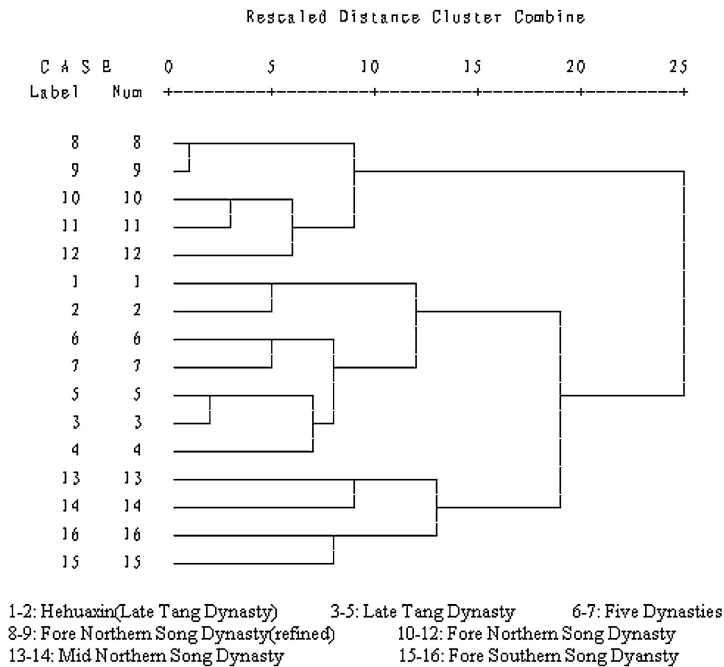 Rescaled Distance Cluster Combine
C A S E 0 5 10 15 20 25
Label Num +---------+---------+---------+---------+---------+
8 8
9 9
10 10
11 11
12 12
1 1
2 2
6 6
7 7
5 5
3 3
4 4
13 13
14 14
16 16
15 15
1-2: Hehuaxin(Late Tang Dynasty) 3-5: Late Tang Dynasty 6-7: Five Dynasties
8-9: Fore Northern Song Dynasty(refined) 10-12: Fore Northern Song Dynasty
13-14: Mid Northern Song Dynasty 15-16: Fore Southern Song Dyansty